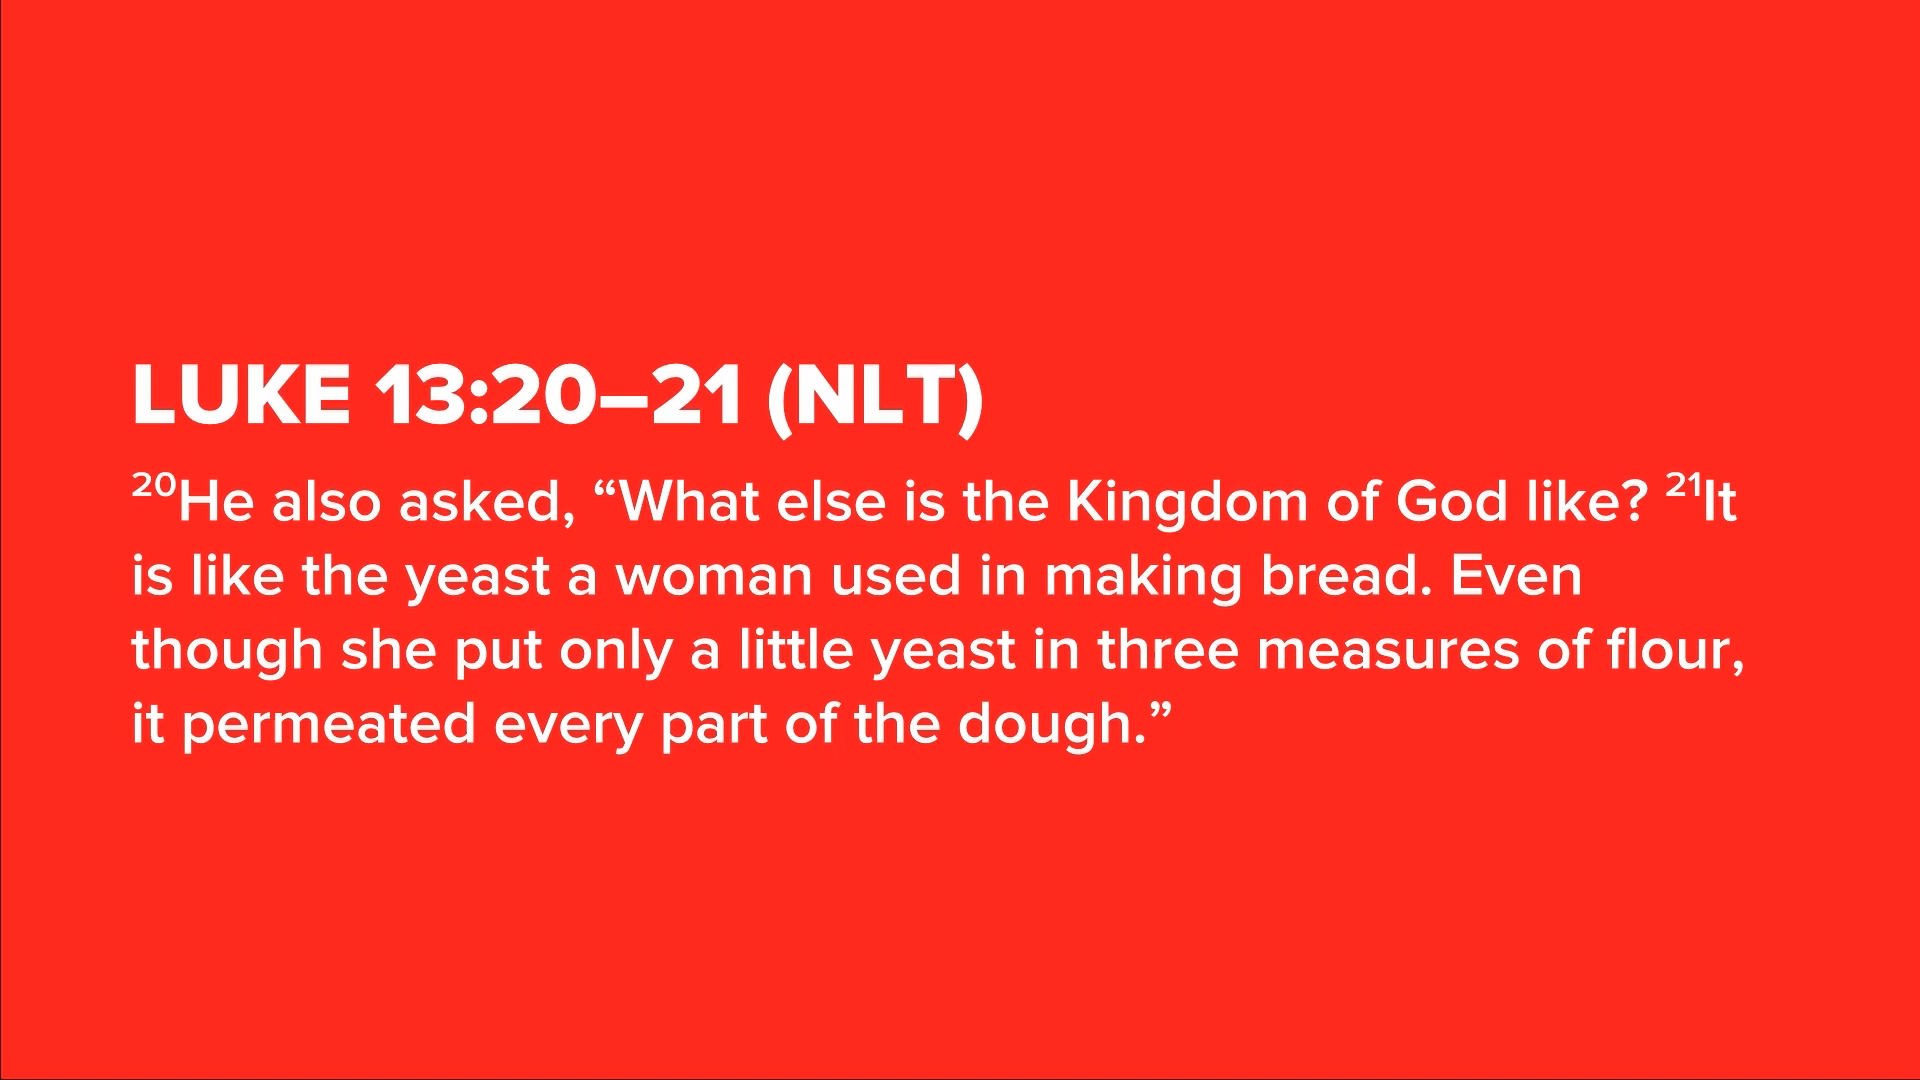 LUKE 13:20–21 (NLT)
²⁰He also asked, “What else is the Kingdom of God like? ²¹It
is like the yeast a woman used in making bread. Even
though she put only a little yeast in three measures of flour,
it permeated every part of the dough.”